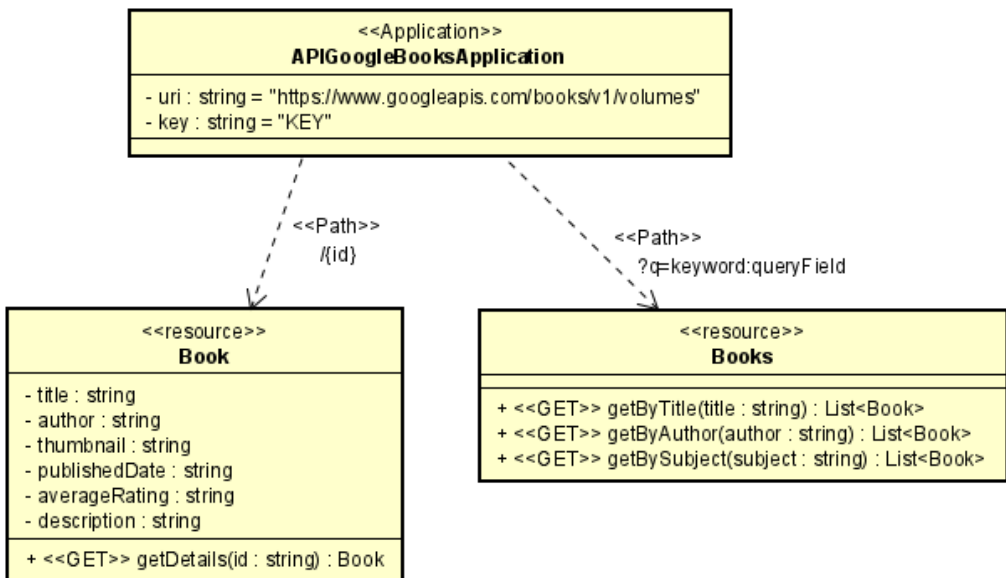 <<Application>>
APIGoogleBooksApplication
- uri : string = "https://www.googleapis.com/books/v1/volumes"
- key : string = "KEY"
<<Path>>
/{id}
<<Path>>
?q=keyword:queryField
<<resource>>
Book
- title : string
- author : string
- thumbnail : string
- publishedDate : string
- averageRating : string
- description : string
+ <<GET>> getDetails(id : string) : Book
<<resource>>
Books
+ <<GET>> getByTitle(title : string) : List<Book>
+ <<GET>> getByAuthor(author : string) : List<Book>
+ <<GET>> getBySubject(subject : string) : List<Book>